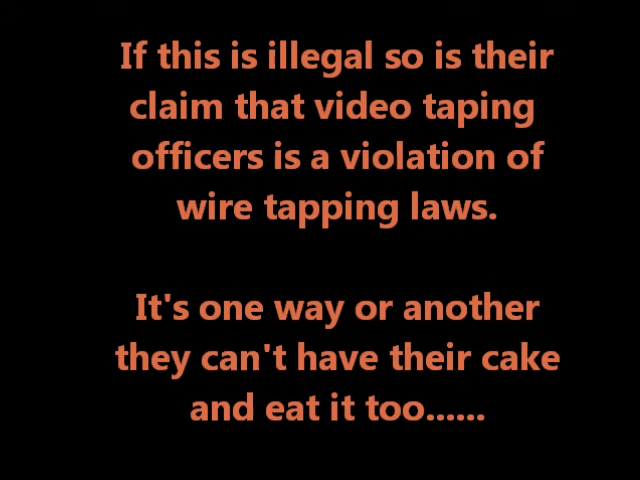 If this is illegal so is their
claim that video taping
officers is a violation of
wire tapping laws.
It's one way or another
they can't have their cake
and eat it too......